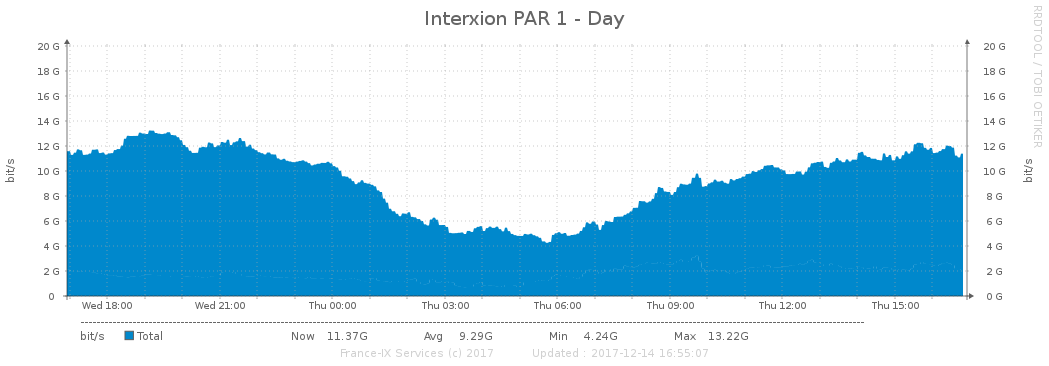 Interxion PAR 1 - Day
RRDTOOL / TOBI OETIKER
bit/s
20 G 20 G
18 G 18 G
16 G 16 G
14 G 14 G
12 G 12 G
10 G 10 G
8 G 8 G
6 G 6 G
4 G 4 G
2 G 2 G
0 0 G
bit/s
Wed 18:00 Wed 21:00 Thu 00:00 Thu 03:00 Thu 06:00 Thu 09:00 Thu 12:00 Thu 15:00
bit/s Total Now 11.37G Avg 9.29G Min 4.24G Max 13.22G
France-IX Services (c) 2017 Updated : 2017-12-14 16:55:07